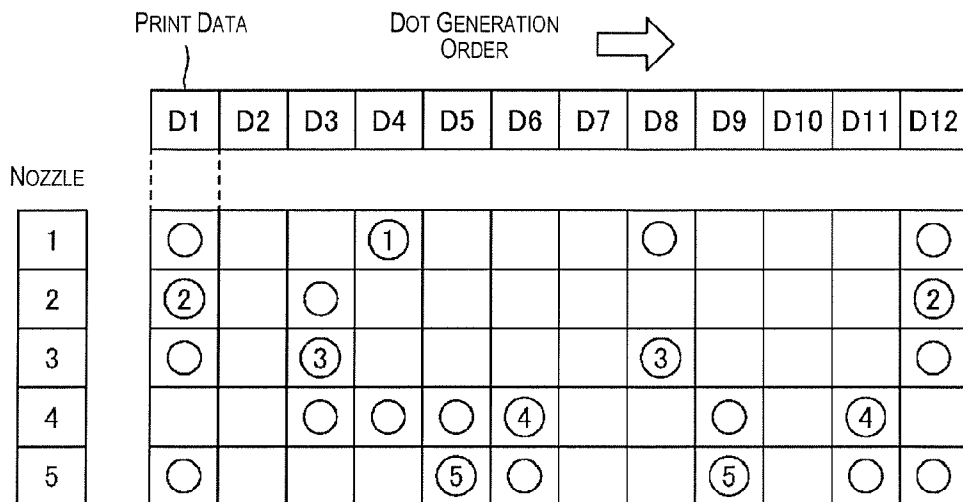 PRINT DATA
DOT GENERATION
ORDER
D1 D2 D3 D4 D5 D6 D7 D8 D9 D10 D11 D12
NOZZLE
1 1
2 2 2
3 3 3
4 4 4
5 5 5